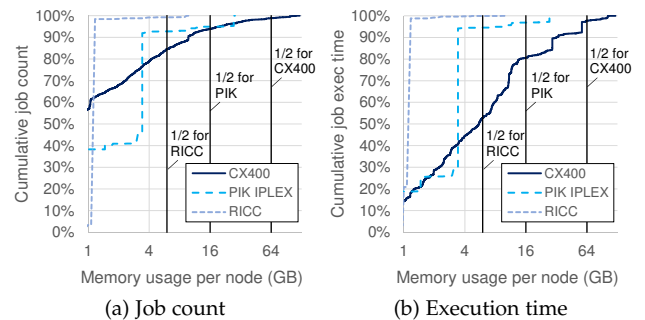 Cumulative job count
100%
90%
80%
70%
60%
50%
40%
30%
20%
10%
0%
1/2 for
CX400
1/2 for
PIK
1/2 for
RICC
CX400
PIK IPLEX
RICC
1
4
16
64
Memory usage per node (GB)
(a) Job count
Cumulative job exec time
100%
90%
80%
70%
60%
50%
40%
30%
20%
10%
0%
1/2 for
CX400
1/2 for
PIK
1/2 for
RICC
CX400
PIK IPLEX
RICC
1
4
16
64
Memory usage per node (GB)
(b) Execution time